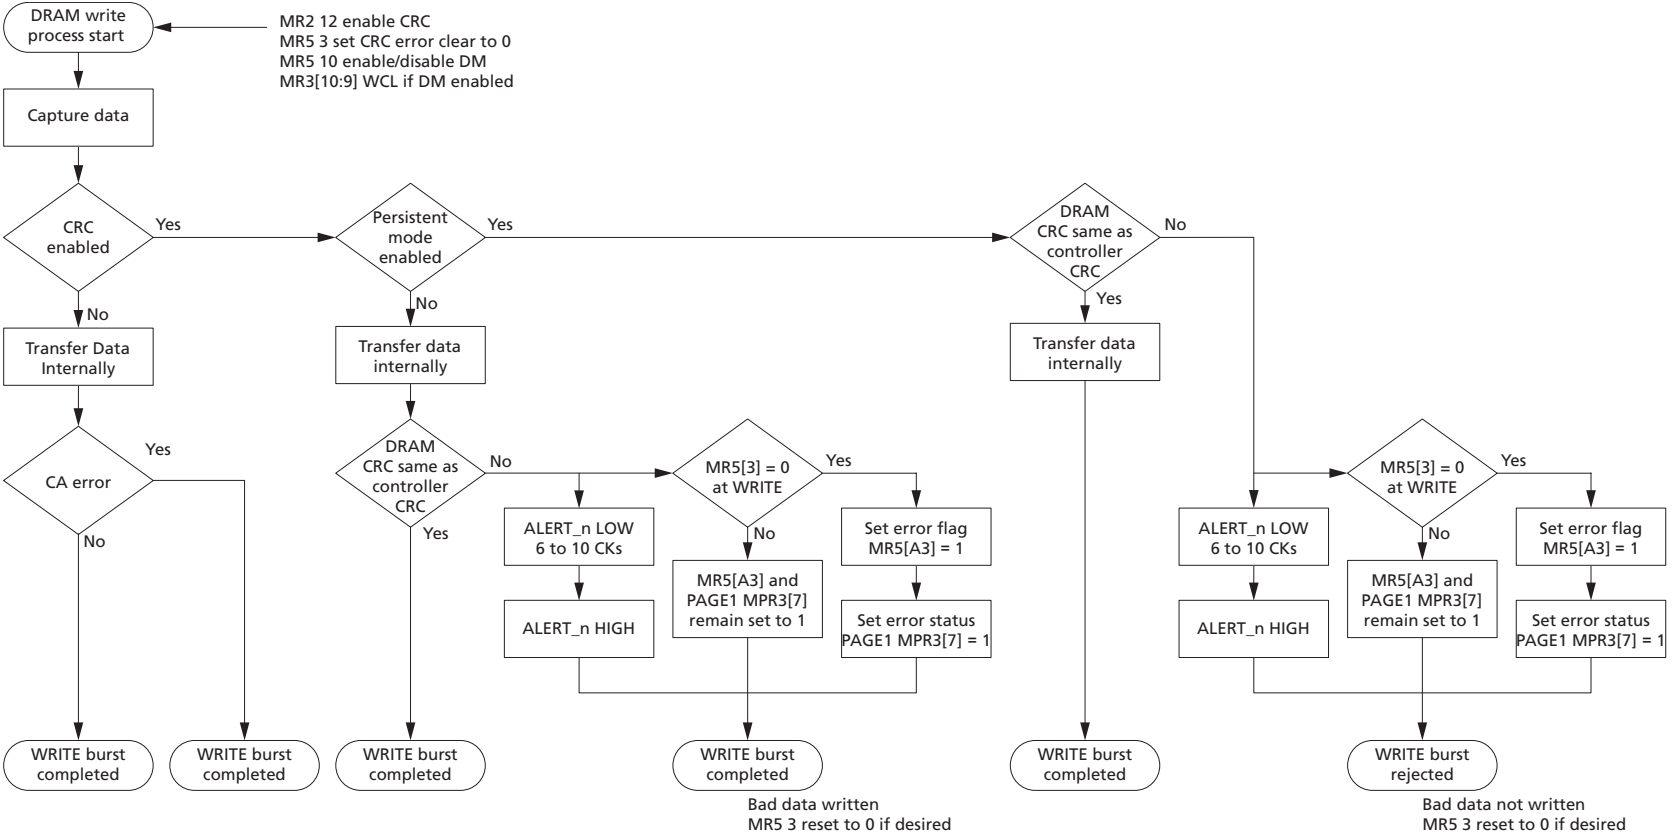 DRAM write
process start
MR2 12 enable CRC
MR5 3 set CRC error clear to 0
MR5 10 enable/disable DM
MR3[10:9] WCL if DM enabled
Capture data
CRC
enabled
Yes
Persistent
mode
enabled
Yes
DRAM
CRC same as
controller
CRC
No
No
No
Yes
Transfer Data
Internally
Transfer data
internally
Transfer data
internally
CA error
Yes
No
DRAM
CRC same as
controller
CRC
No
Yes
MR5[3] = 0
at WRITE
Yes
No
MR5[3] = 0
at WRITE
Yes
No
ALERT_n LOW
6 to 10 CKs
Set error flag
MR5[A3] = 1
ALERT_n LOW
6 to 10 CKs
Set error flag
MR5[A3] = 1
MR5[A3] and
PAGE1 MPR3[7]
remain set to 1
MR5[A3] and
PAGE1 MPR3[7]
remain set to 1
ALERT_n HIGH
Set error status
PAGE1 MPR3[7] = 1
ALERT_n HIGH
Set error status
PAGE1 MPR3[7] = 1
WRITE burst
completed
WRITE burst
completed
WRITE burst
completed
WRITE burst
completed
WRITE burst
completed
WRITE burst
rejected
Bad data written
MR5 3 reset to 0 if desired
Bad data not written
MR5 3 reset to 0 if desired